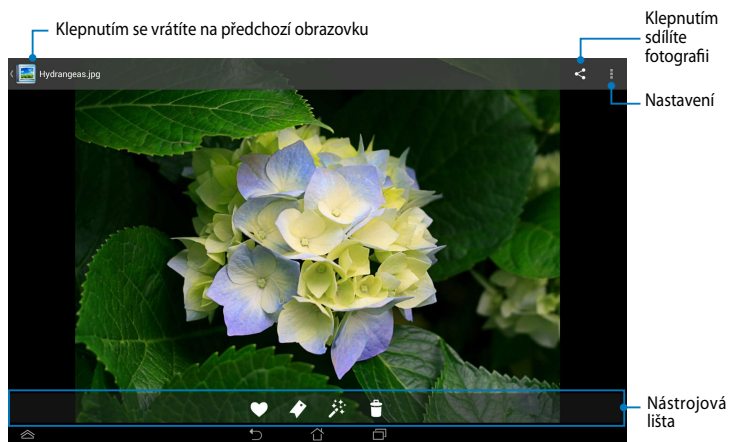 Klepnutím se vrátíte na předchozí obrazovku
Klepnutím
sdílíte
fotografii
Hydrangeas.jpg
Nastavení
Nástrojová
lišta